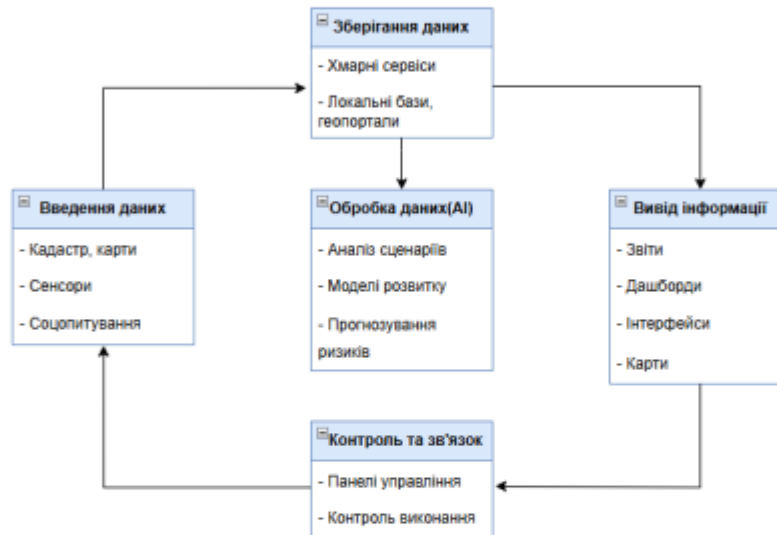 Зберігання даних
- Хмарні сервіси
- Локальні бази,
геопортали
Введення даних
- Кадастр, карти
- Сенсори
- Соцопитування
Обробка даних(AI)
- Аналіз сценаріїв
- Моделі розвитку
- Прогнозування
ризиків
Вивід інформації
- Звіти
- Дашборди
- Інтерфейси
- Карти
Контроль та зв'язок
- Панелі управління
- Контроль виконання